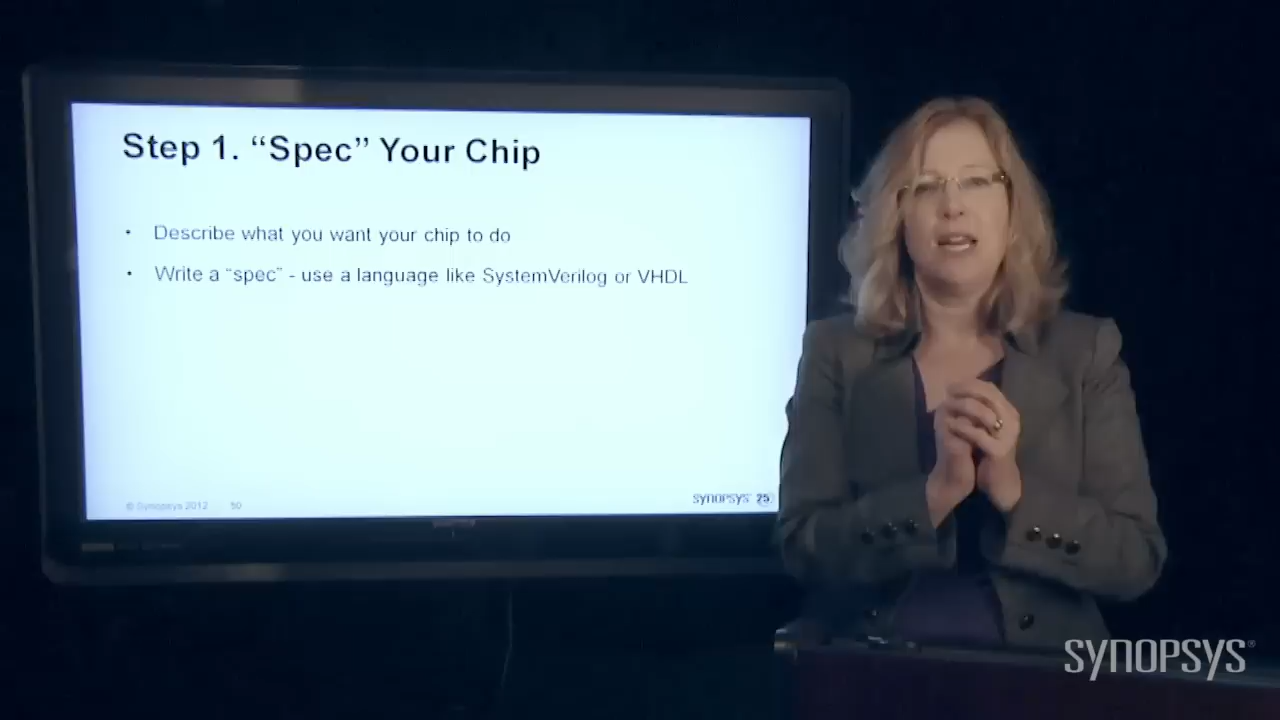 Step 1. “Spec” Your Chip
• Describe what you want your chip to do
• Write a “spec” - use a language like SystemVerilog or VHDL
© Synopsys 2012 50
SYNOPSYS 25
SYNOPSYS®